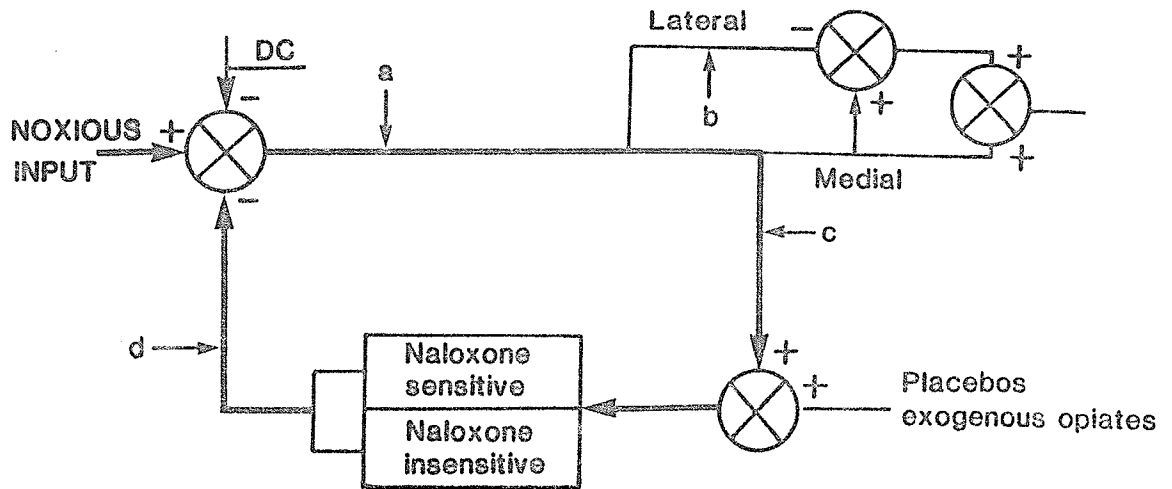 Lateral
DC
a
b
NOXIOUS
INPUT
Medial
c
d
Naloxone
sensitive
Naloxone
insensitive
Placebos
exogenous opiates